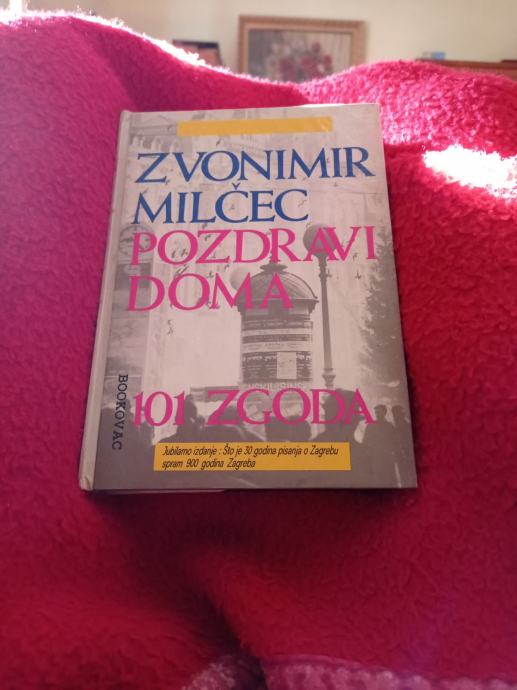 ZVONIMIR
MILČEC
POZDRAVI
DOMA
101 ZGODA
BOOKOVAC
Jubilarno izdanje : Što je 30 godina pisanja o Zagrebu
spram 900 godina Zagreba